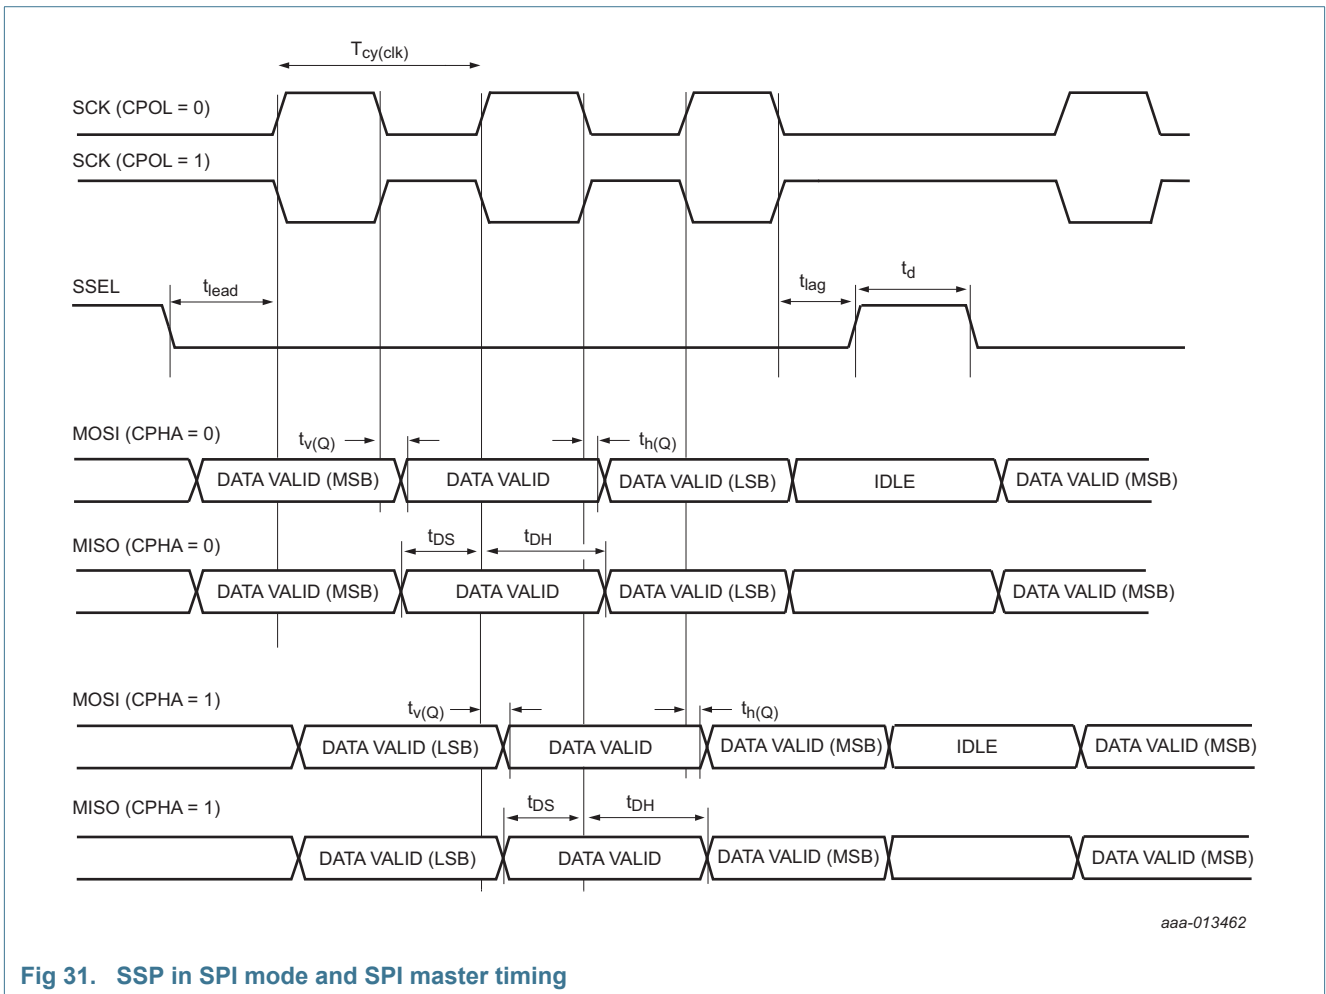 Tcy(clk)
SCK (CPOL = 0)
SCK (CPOL = 1)
SSEL
tlead
tlag
td
MOSI (CPHA = 0)
tv(Q)
th(Q)
DATA VALID (MSB) DATA VALID DATA VALID (LSB) IDLE DATA VALID (MSB)
MISO (CPHA = 0)
tDS
tDH
DATA VALID (MSB) DATA VALID DATA VALID (LSB) DATA VALID (MSB)
MOSI (CPHA = 1)
tv(Q)
th(Q)
DATA VALID (LSB) DATA VALID DATA VALID (MSB) IDLE DATA VALID (MSB)
MISO (CPHA = 1)
tDS
tDH
DATA VALID (LSB) DATA VALID DATA VALID (MSB) DATA VALID (MSB)
aaa-013462
Fig 31. SSP in SPI mode and SPI master timing